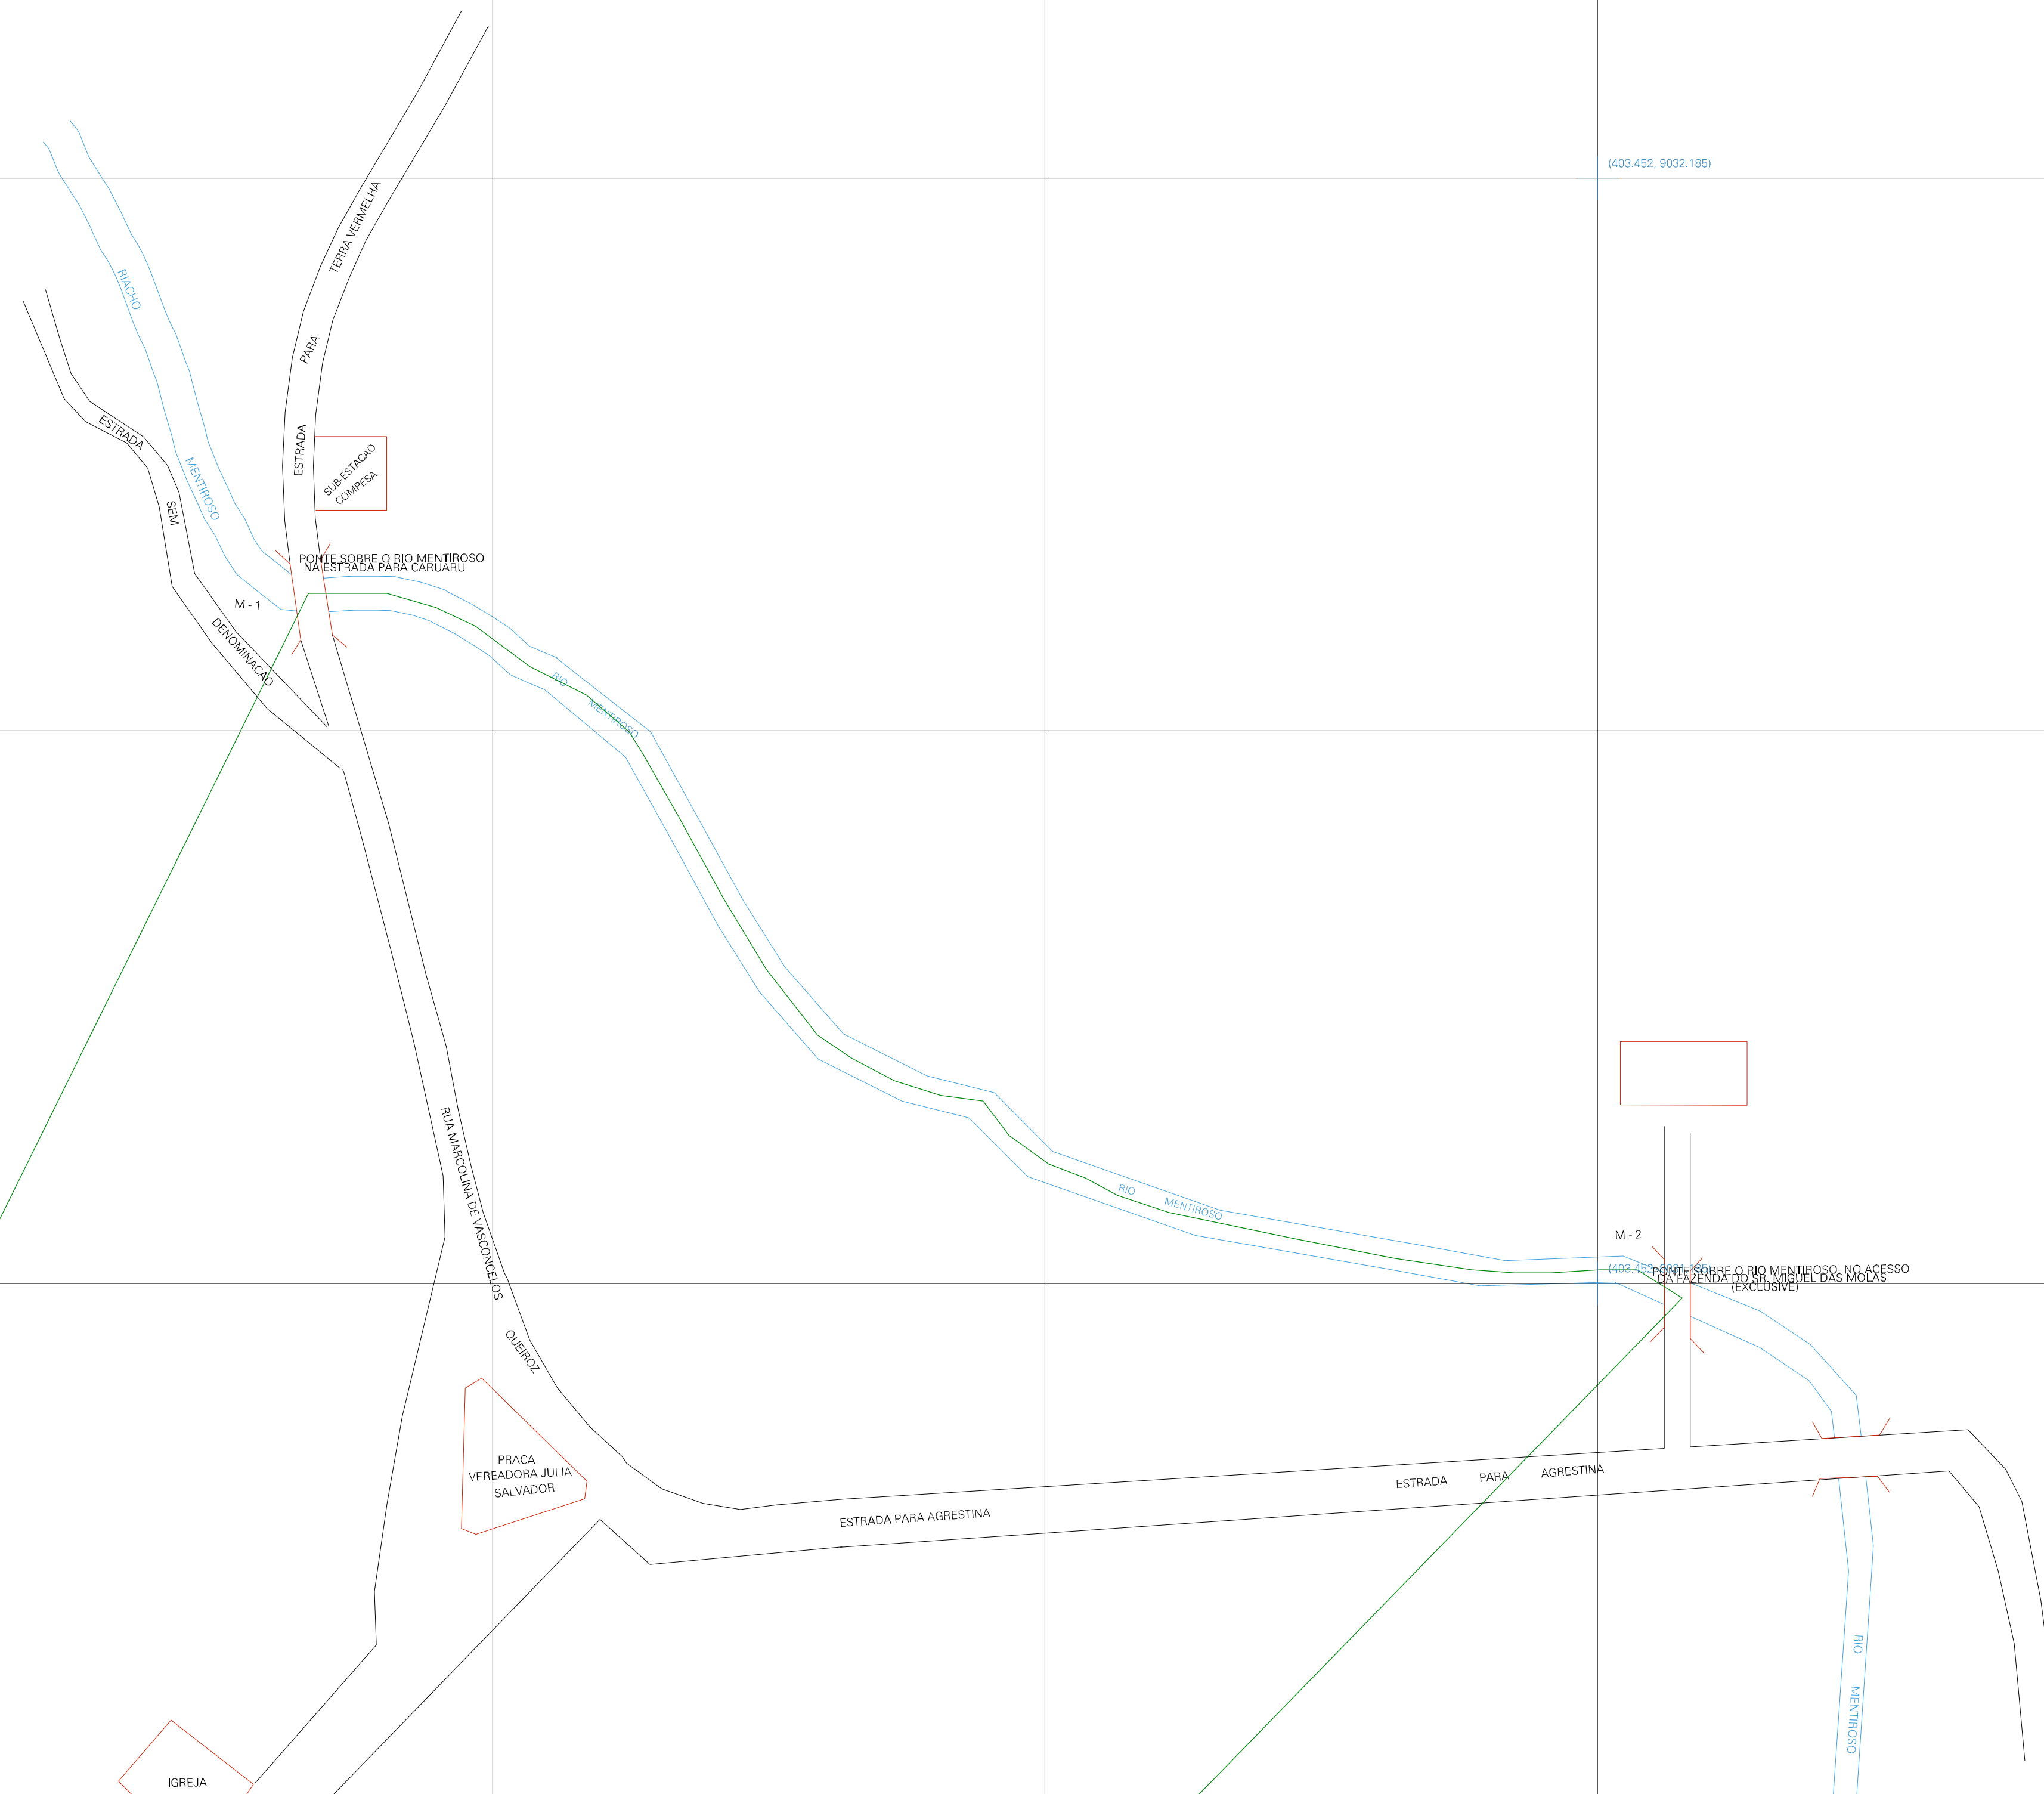 (403.452, 9032.185)
TERRA VERMELHA
RIACHO
PARA
ESTRADA
ESTRADA
SUB-ESTACAO
COMPESA
MENTIROSO
SEM
PONTE SOBRE O RIO MENTIROSO
NA ESTRADA PARA CARUARU
M - 1
DENOMINACAO
RIO
MENTIROSO
RUA MARCOLINA DE VASCONCELOS
QUEIROZ
RIO MENTIROSO
M - 2
PONTE SOBRE O RIO MENTIROSO, NO ACESSO
DA FAZENDA DO SR. MIGUEL DAS MOLAS
(EXCLUSIVE)
PRACA
VEREADORA JULIA
SALVADOR
ESTRADA PARA AGRESTINA
ESTRADA PARA AGRESTINA
RIO
MENTIROSO
IGREJA